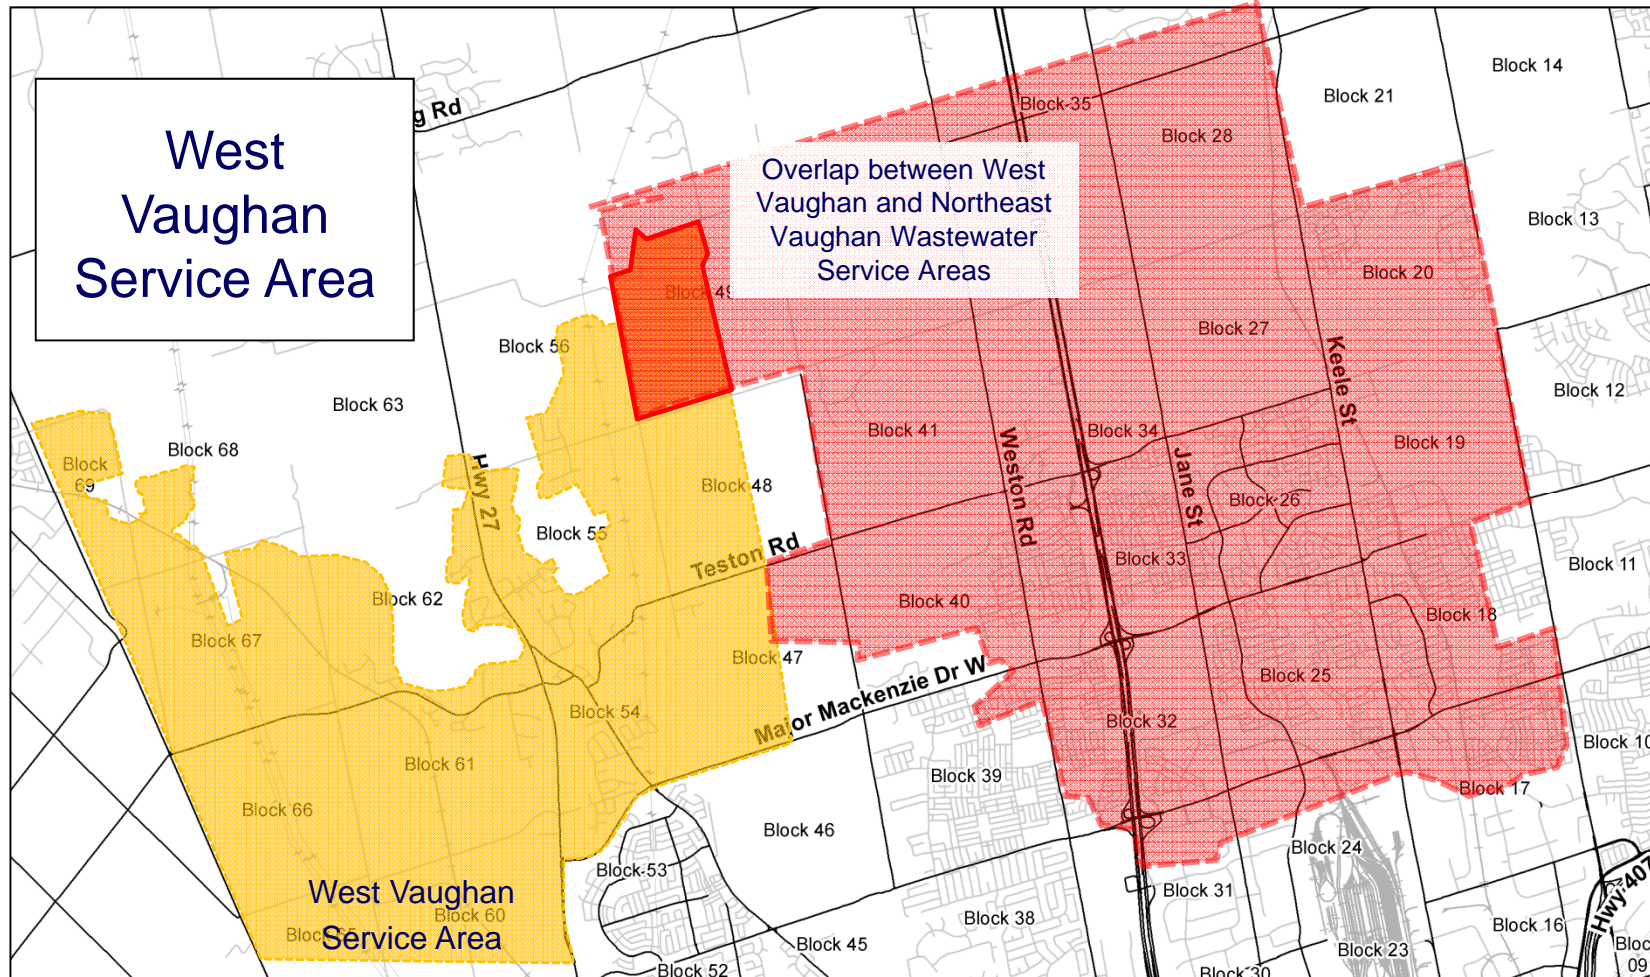 West
Vaughan
Service Area
g Rd
Overlap between West
Vaughan and Northeast
Vaughan Wastewater
Service Areas
Block 14
Block 21
Block 35
Block 28
Block 13
Block 20
Block 49
Block 27
Block 56
Keele St
Block 12
Block 63
Block 41
Block 34
Block 19
Block 68
Block
69
Hwy 27
Weston Rd
Jane St
Block 48
Block 26
Block 55
Teston Rd
Block 33
Block 11
Block 62
Block 40
Block 18
Block 67
Block 47
Block 25
Major Mackenzie Dr W
Block 54
Block 32
Block 10
Block 61
Block 39
Block 17
Block 66
Block 46
Block 24
Block 53
Block 31
Hwy 407
West Vaughan
Service Area
Block 60
Block 65
Block 38
Block 16
Block 45
Block 23
Bloc
09
Block 52
Block 30